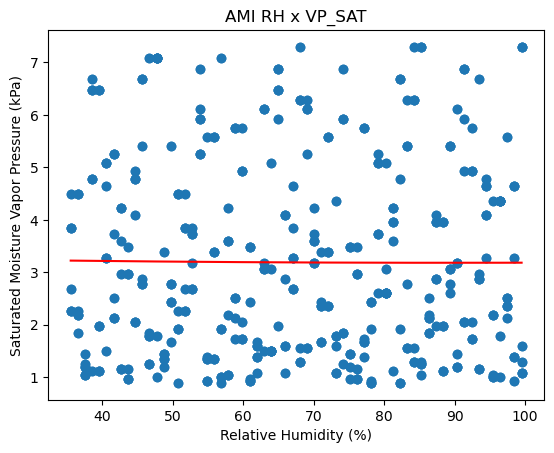 AMI RH x VP_SAT
Saturated Moisture Vapor Pressure (kPa)
7
6
5
4
3
2
1
40 50 60 70 80 90 100
Relative Humidity (%)